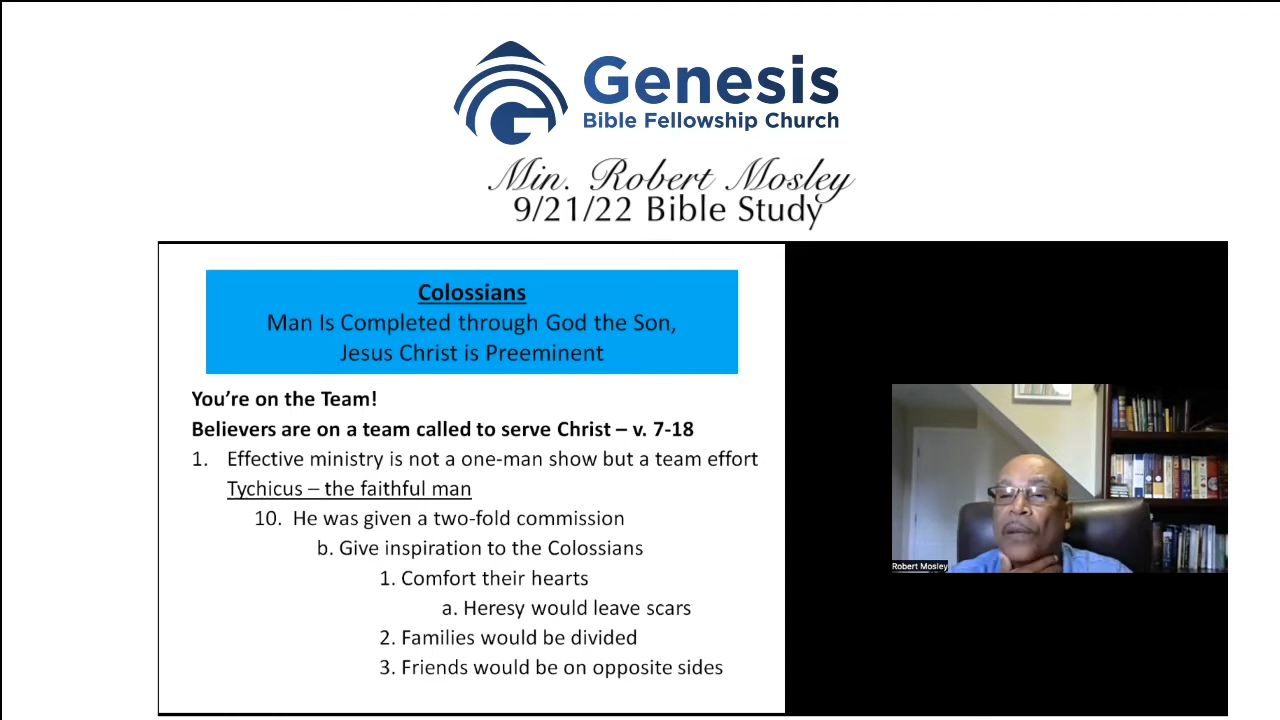 Genesis
Bible Fellowship Church
Min. Robert Mosley
9/21/22 Bible Study
Colossians
Man Is Completed through God the Son,
Jesus Christ is Preeminent
You’re on the Team!
Believers are on a team called to serve Christ – v. 7-18
1. Effective ministry is not a one-man show but a team effort
Tychicus – the faithful man
10. He was given a two-fold commission
b. Give inspiration to the Colossians
1. Comfort their hearts
a. Heresy would leave scars
2. Families would be divided
3. Friends would be on opposite sides
Robert Mosley